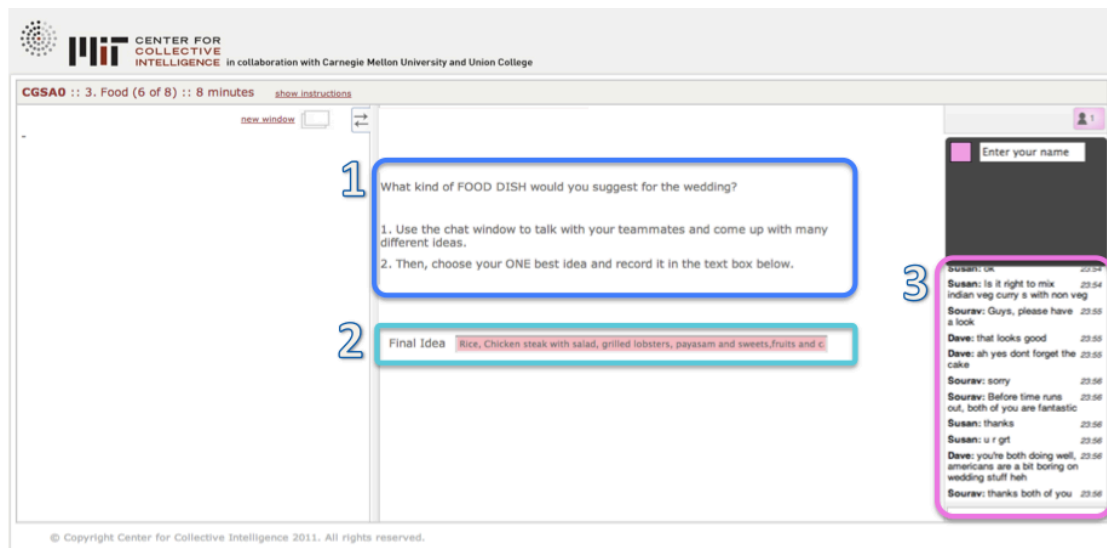 MIT CENTER FOR
COLLECTIVE
INTELLIGENCE in collaboration with Carnegie Mellon University and Union College
CGSA0 :: 3. Food (6 of 8) :: 8 minutes show instructions
new window
1
-
Enter your name
1
What kind of FOOD DISH would you suggest for the wedding?
1. Use the chat window to talk with your teammates and come up with many
different ideas.
2. Then, choose your ONE best idea and record it in the text box below.
2
Final Idea Rice, Chicken steak with salad, grilled lobsters, payasam and sweets,fruits and c
3
Susan: ok 23:54
Susan: Is it right to mix 23:54
indian veg curry s with non veg
Sourav: Guys, please have 23:55
a look
Dave: that looks good 23:55
Dave: ah yes dont forget the 23:55
cake
Sourav: sorry 23:56
Sourav: Before time runs 23:56
out, both of you are fantastic
Susan: thanks 23:56
Susan: u r grt 23:56
Dave: you're both doing well, 23:56
americans are a bit boring on
wedding stuff heh
Sourav: thanks both of you 23:56
© Copyright Center for Collective Intelligence 2011. All rights reserved.